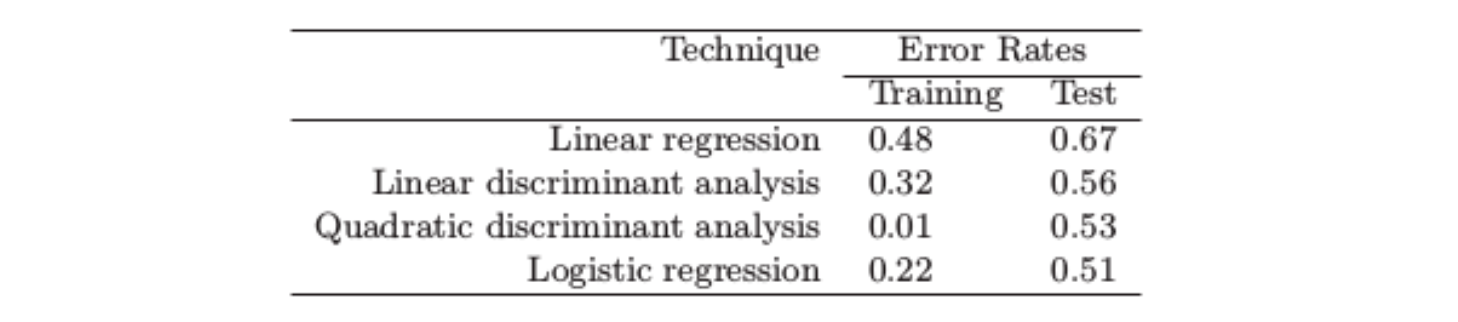 Technique Error Rates
Training Test
Linear regression 0.48 0.67
Linear discriminant analysis 0.32 0.56
Quadratic discriminant analysis 0.01 0.53
Logistic regression 0.22 0.51